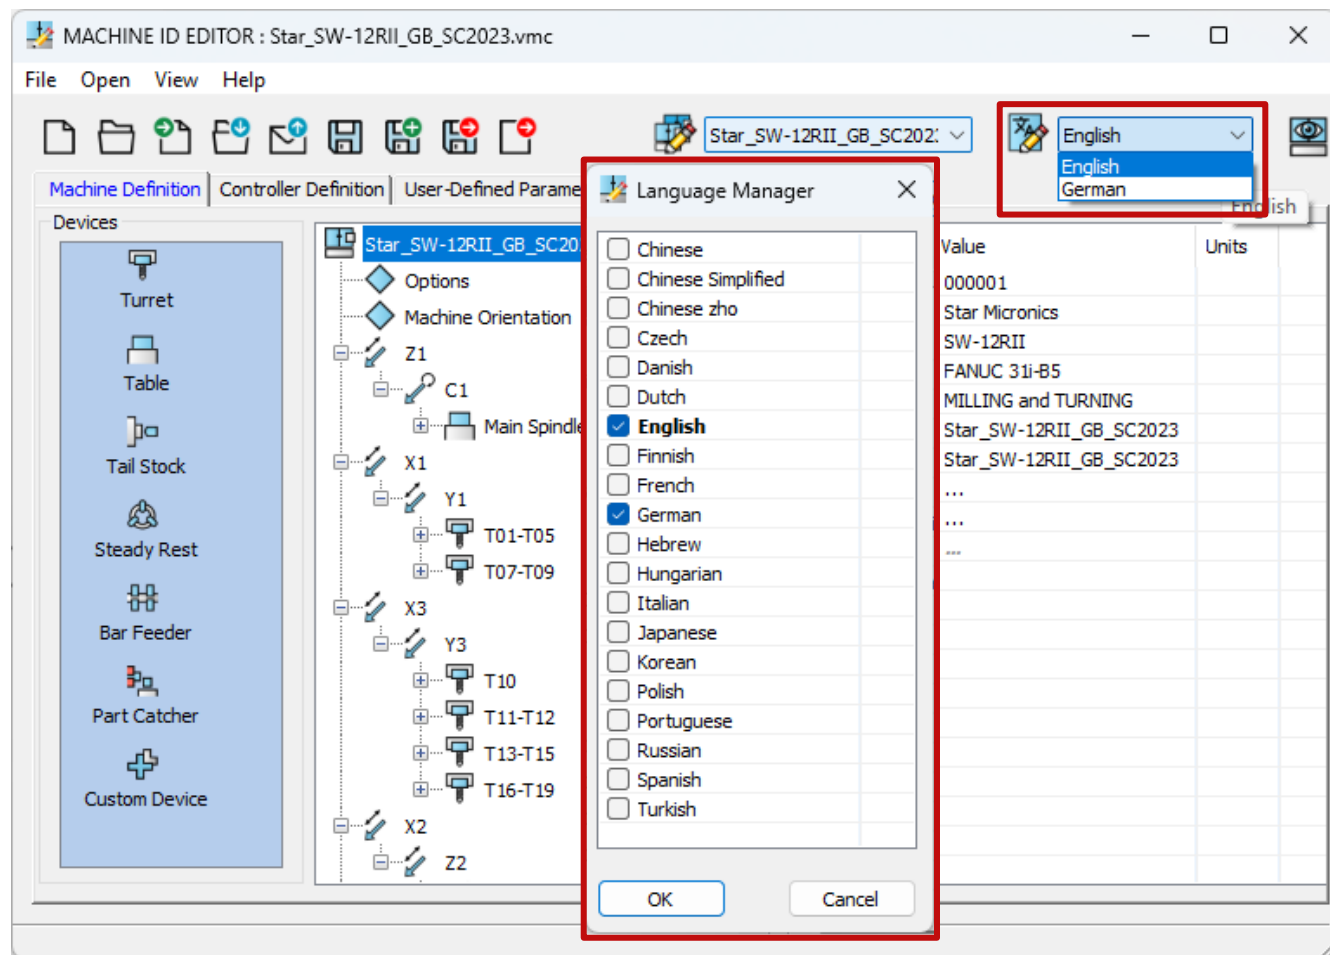 MACHINE ID EDITOR : Star_SW-12RII_GB_SC2023.vmc
File Open View Help
Star_SW-12RII_GB_SC202
English
English
German
English
Machine Definition Controller Definition User-Defined Parame
Devices
Turret
Table
Tail Stock
Steady Rest
Bar Feeder
Part Catcher
Custom Device
Star_SW-12RII_GB_SC20
Options
Machine Orientation
Z1
C1
Main Spindle
X1
Y1
T01-T05
T07-T09
X3
Y3
T10
T11-T12
T13-T15
T16-T19
X2
Z2
Language Manager
Chinese
Chinese Simplified
Chinese zho
Czech
Danish
Dutch
English
Finnish
French
German
Hebrew
Hungarian
Italian
Japanese
Korean
Polish
Portuguese
Russian
Spanish
Turkish
OK Cancel
Value Units
000001
Star Micronics
SW-12RII
FANUC 31i-B5
MILLING and TURNING
Star_SW-12RII_GB_SC2023
Star_SW-12RII_GB_SC2023
...
...
...